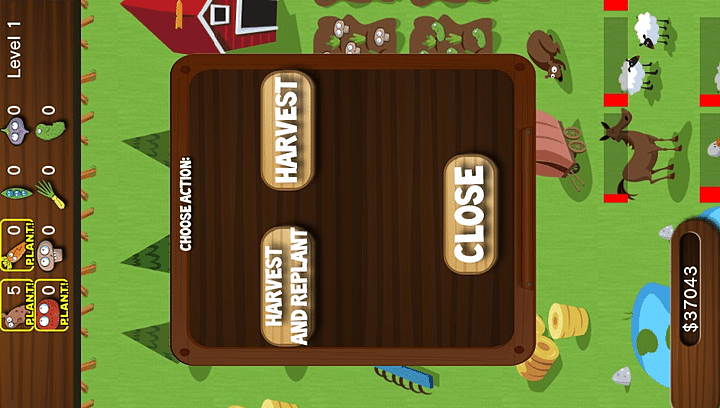 5 0 0 0 Level 1
PLANT! PLANT!
0 0 0 0
PLANT!
CHOOSE ACTION:
HARVEST
AND REPLANT
HARVEST
CLOSE
$37043